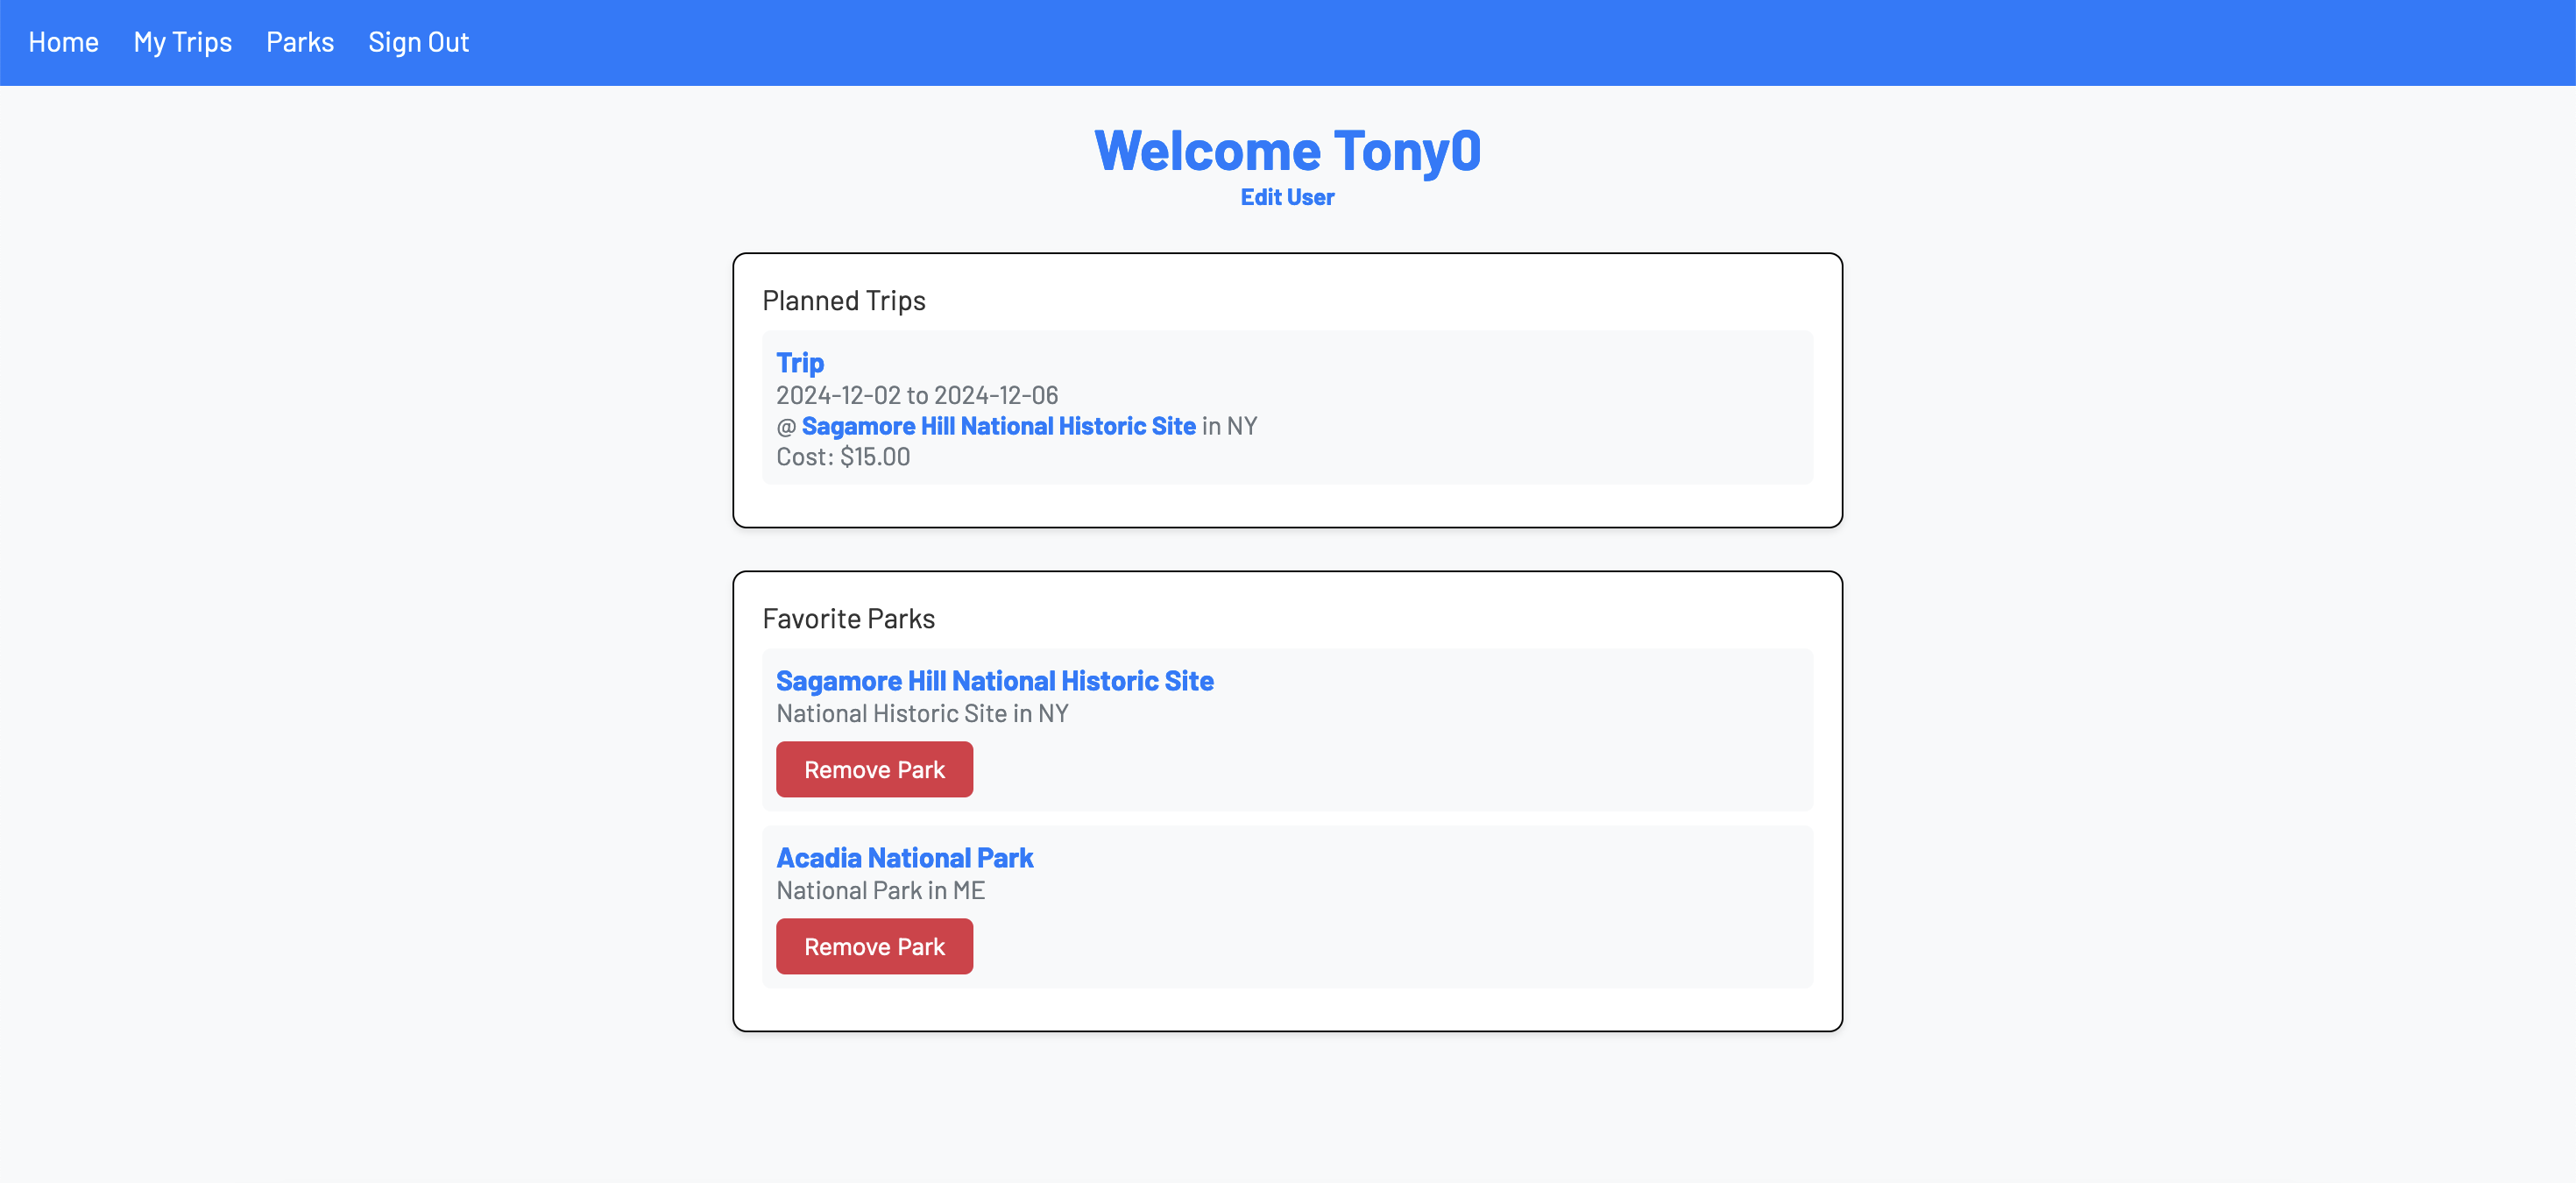 Home My Trips Parks Sign Out
Welcome Tony0
Edit User
Planned Trips
Trip
2024-12-02 to 2024-12-06
@ Sagamore Hill National Historic Site in NY
Cost: $15.00
Favorite Parks
Sagamore Hill National Historic Site
National Historic Site in NY
Remove Park
Acadia National Park
National Park in ME
Remove Park